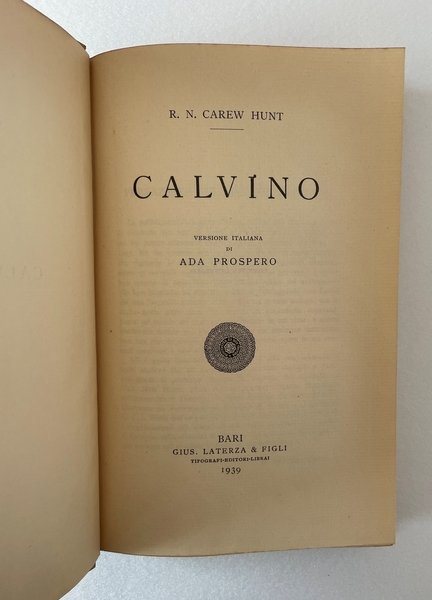 R. N. CAREW HUNT
CALVINO
VERSIONE ITALIANA
DI
ADA PROSPERO
BARI
GIUS. LATERZA & FIGLI
TIPOGRAFI-EDITORI-LIBRAI
1939